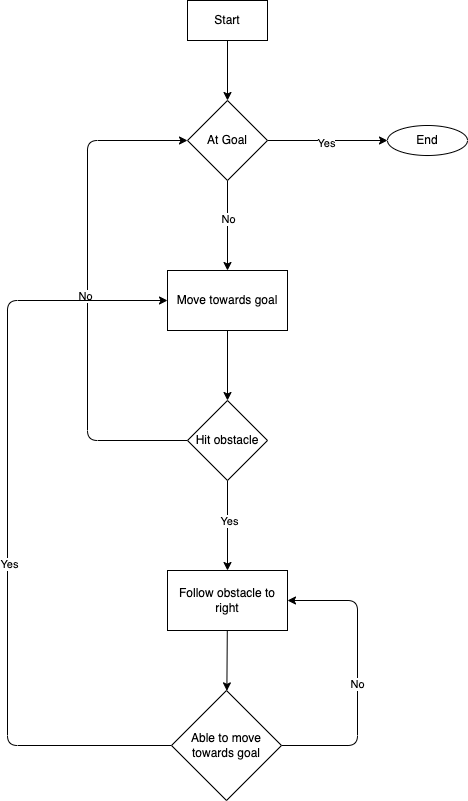 Start
At Goal
Yes
End
No
No
Move towards goal
Hit obstacle
Yes
Yes
Follow obstacle to
right
No
Able to move
towards goal